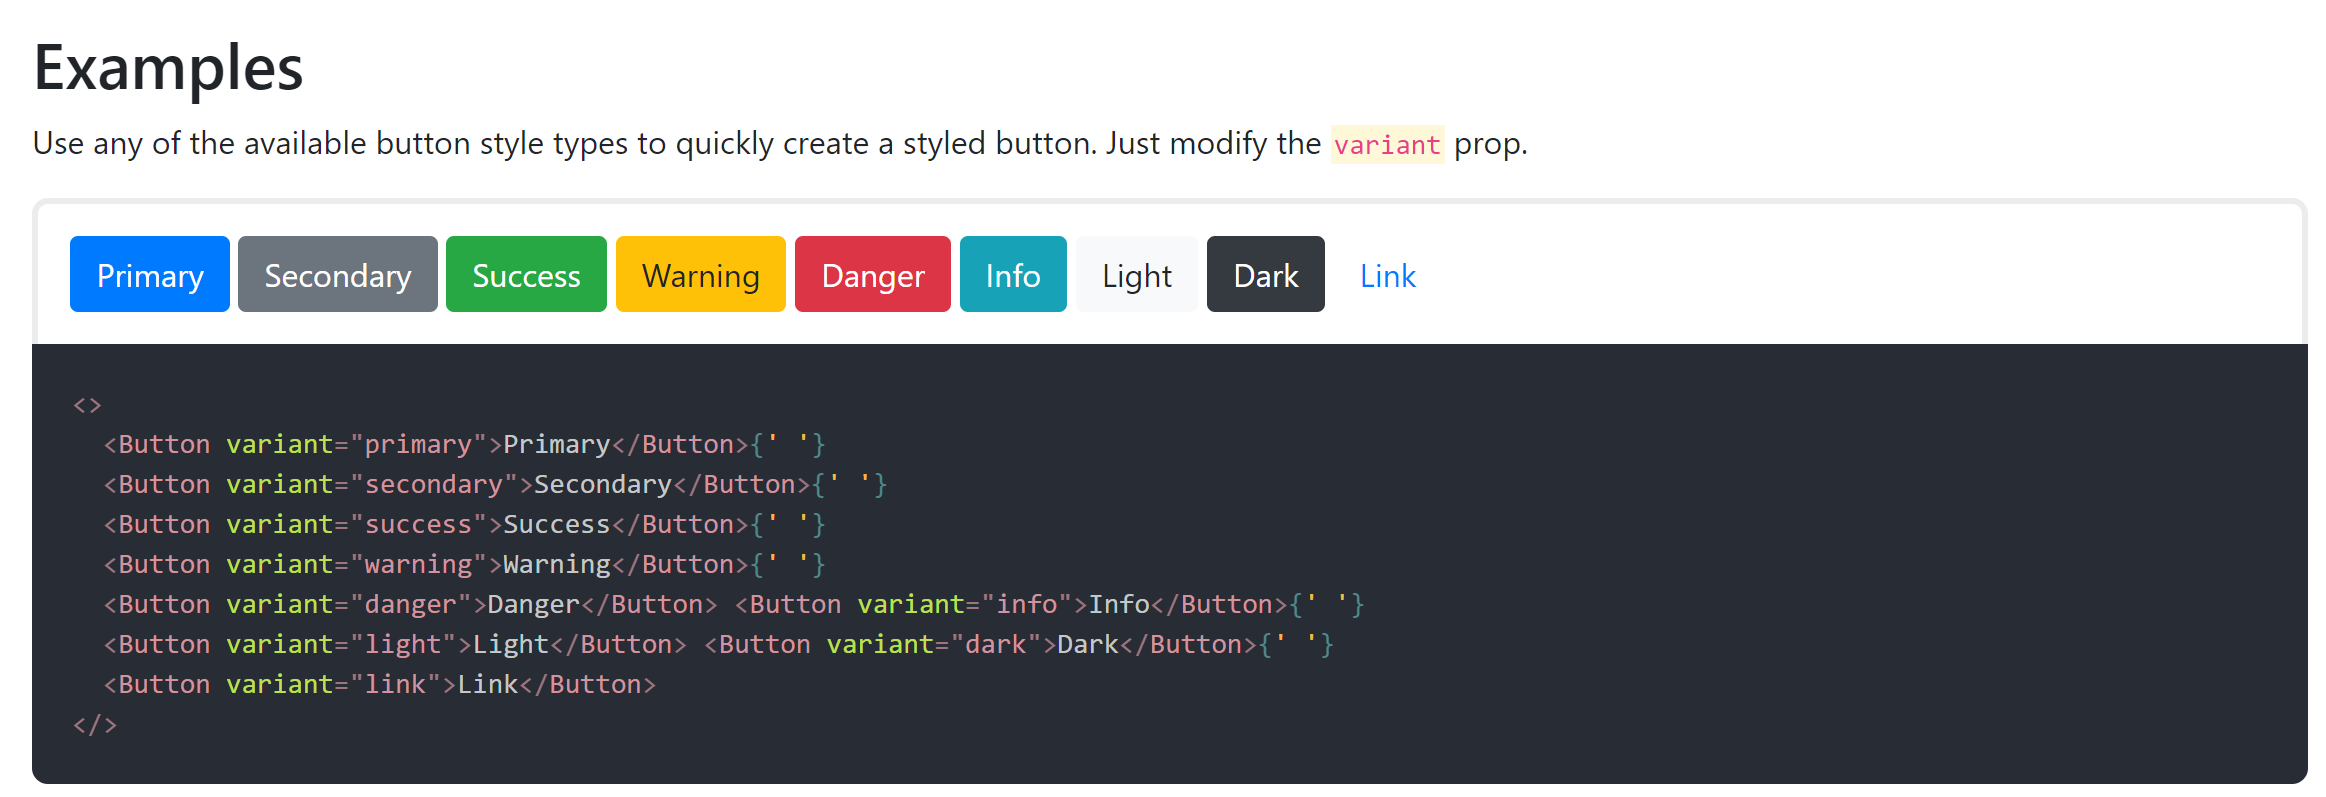 Examples
Use any of the available button style types to quickly create a styled button. Just modify the variant prop.
Primary Secondary Success Warning Danger Info Light Dark Link
<>
  <Button variant="primary">Primary</Button>{' '}
  <Button variant="secondary">Secondary</Button>{' '}
  <Button variant="success">Success</Button>{' '}
  <Button variant="warning">Warning</Button>{' '}
  <Button variant="danger">Danger</Button> <Button variant="info">Info</Button>{' '}
  <Button variant="light">Light</Button> <Button variant="dark">Dark</Button>{' '}
  <Button variant="link">Link</Button>
</>